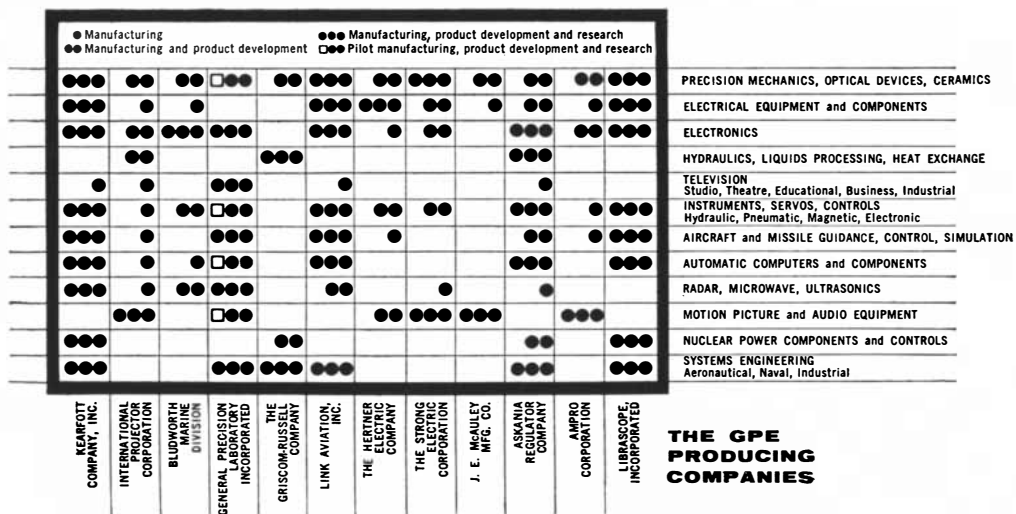 ● Manufacturing
●● Manufacturing and product development
●●● Manufacturing, product development and research
□●● Pilot manufacturing, product development and research
PRECISION MECHANICS, OPTICAL DEVICES, CERAMICS
ELECTRICAL EQUIPMENT and COMPONENTS
ELECTRONICS
HYDRAULICS, LIQUIDS PROCESSING, HEAT EXCHANGE
TELEVISION
Studio, Theatre, Educational, Business, Industrial
INSTRUMENTS, SERVOS, CONTROLS
Hydraulic, Pneumatic, Magnetic, Electronic
AIRCRAFT and MISSILE GUIDANCE, CONTROL, SIMULATION
AUTOMATIC COMPUTERS and COMPONENTS
RADAR, MICROWAVE, ULTRASONICS
MOTION PICTURE and AUDIO EQUIPMENT
NUCLEAR POWER COMPONENTS and CONTROLS
SYSTEMS ENGINEERING
Aeronautical, Naval, Industrial
KEARFOTT
COMPANY, INC.
INTERNATIONAL
PROJECTOR
CORPORATION
BLUDWORTH
MARINE
DIVISION
GENERAL PRECISION
LABORATORY
INCORPORATED
THE
GRISCOM-RUSSELL
COMPANY
LINK AVIATION,
INC.
THE HERTNER
ELECTRIC
COMPANY
THE STRONG
ELECTRIC
CORPORATION
J. E. McAULEY
MFG. CO.
ASKANIA
REGULATOR
COMPANY
AMPRO
CORPORATION
LIBRASCOPE,
INCORPORATED
THE GPE
PRODUCING
COMPANIES